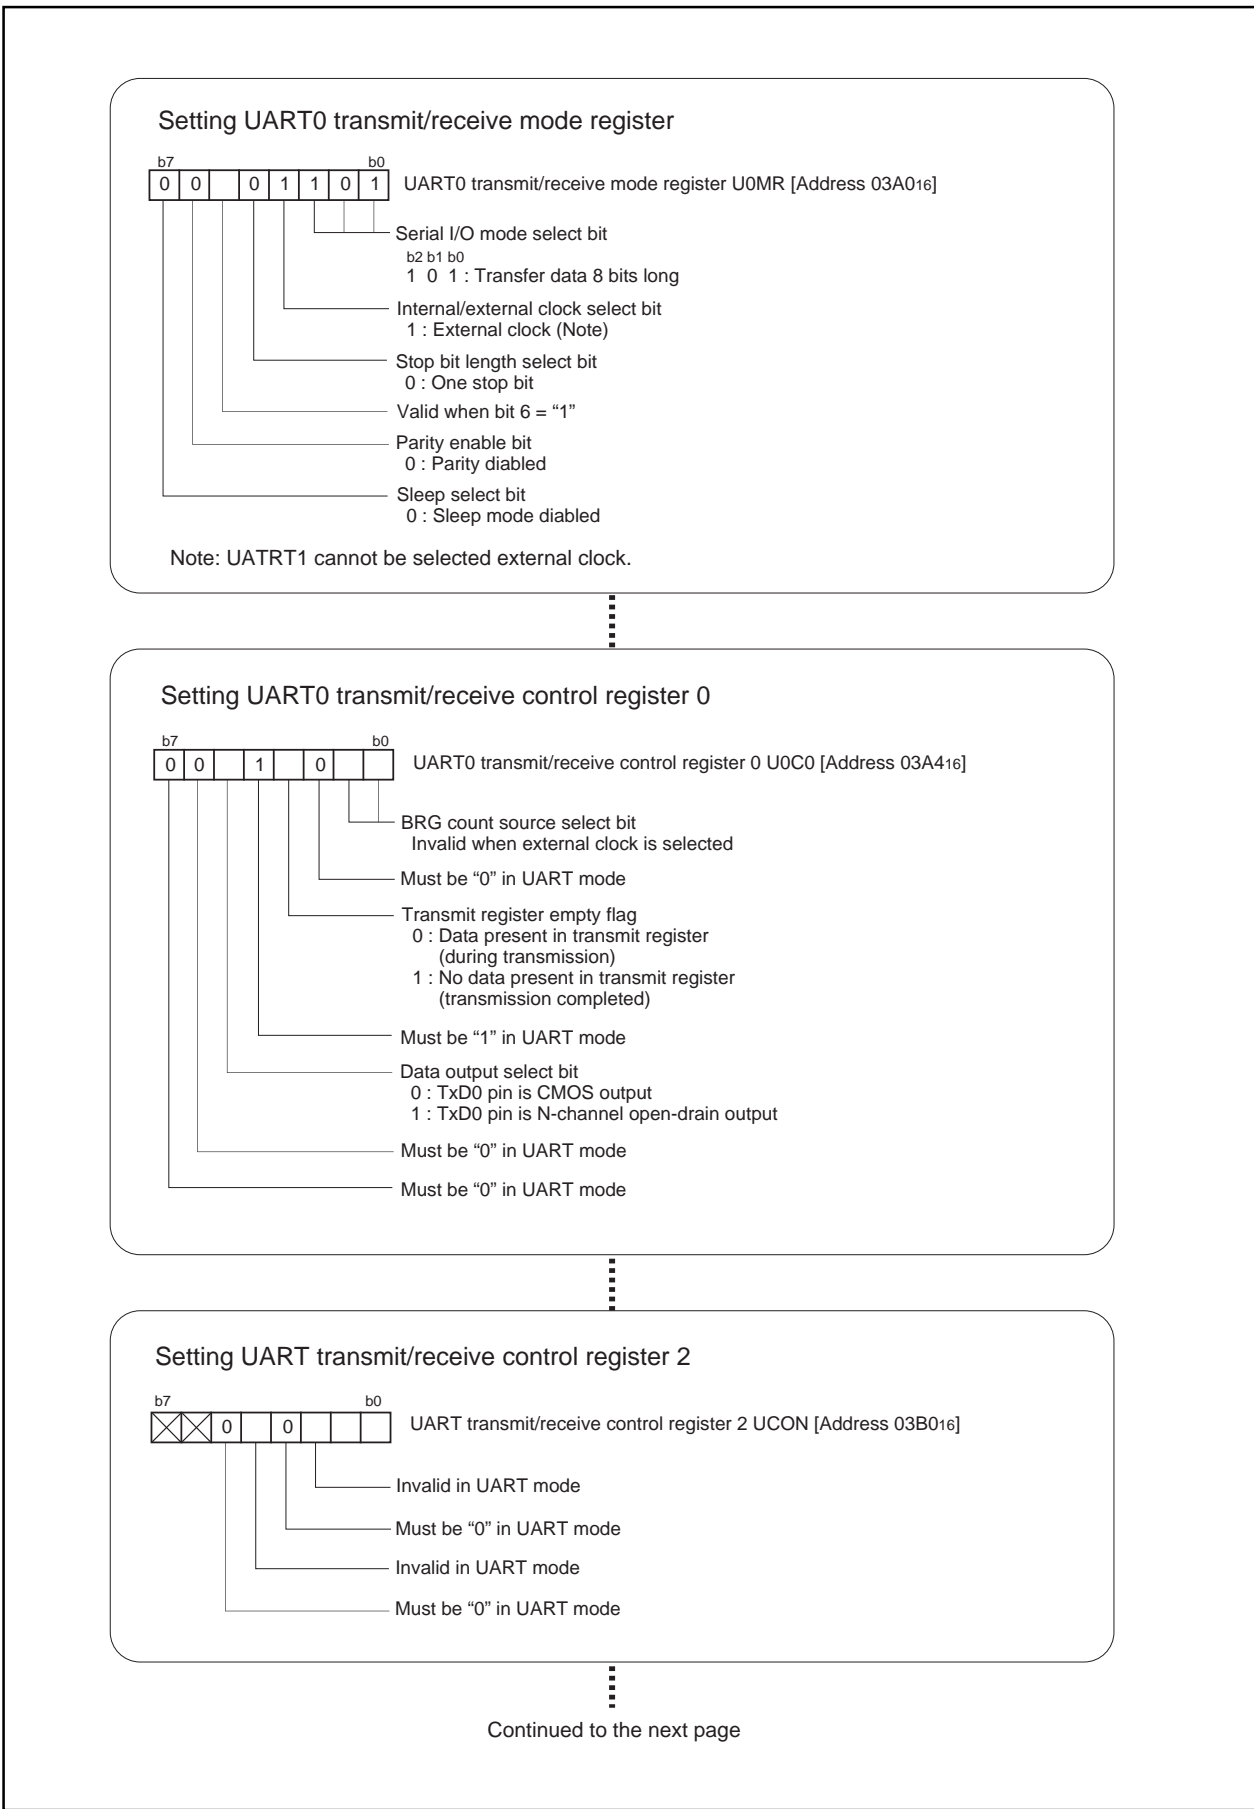 Setting UART0 transmit/receive mode register
b7 b0
0 0 0 1 1 0 1 UART0 transmit/receive mode register U0MR [Address 03A016]
Serial I/O mode select bit
b2 b1 b0
1 0 1 : Transfer data 8 bits long
Internal/external clock select bit
1 : External clock (Note)
Stop bit length select bit
0 : One stop bit
Valid when bit 6 = “1”
Parity enable bit
0 : Parity diabled
Sleep select bit
0 : Sleep mode diabled
Note: UATRT1 cannot be selected external clock.
Setting UART0 transmit/receive control register 0
b7 b0
0 0 1 0 UART0 transmit/receive control register 0 U0C0 [Address 03A416]
BRG count source select bit
Invalid when external clock is selected
Must be “0” in UART mode
Transmit register empty flag
0 : Data present in transmit register
(during transmission)
1 : No data present in transmit register
(transmission completed)
Must be “1” in UART mode
Data output select bit
0 : TxD0 pin is CMOS output
1 : TxD0 pin is N-channel open-drain output
Must be “0” in UART mode
Must be “0” in UART mode
Setting UART transmit/receive control register 2
b7 b0
0 0 UART transmit/receive control register 2 UCON [Address 03B016]
Invalid in UART mode
Must be “0” in UART mode
Invalid in UART mode
Must be “0” in UART mode
Continued to the next page